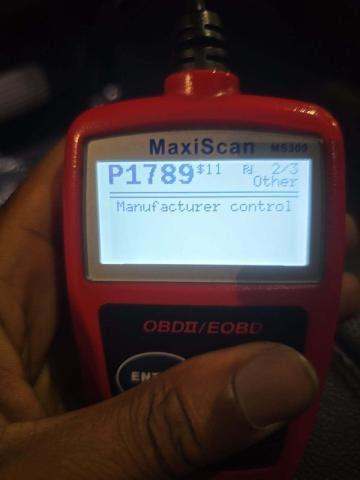 MaxiScan MS300
P1789 $11 2/3
Other
Manufacturer control
OBDII/EOBD
ENT